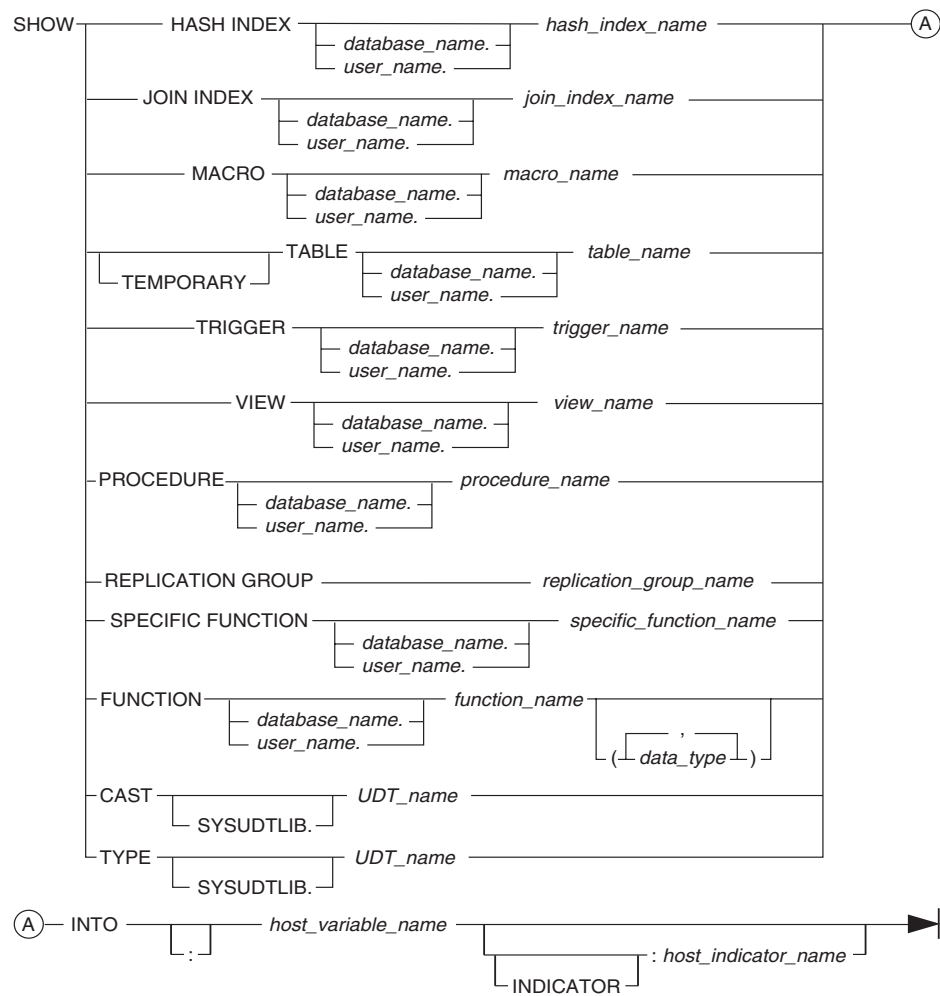 SHOW HASH INDEX hash_index_name A
database_name.
user_name.
JOIN INDEX join_index_name
database_name.
user_name.
MACRO macro_name
database_name.
user_name.
TABLE table_name
TEMPORARY database_name.
user_name.
TRIGGER trigger_name
database_name.
user_name.
VIEW view_name
database_name.
user_name.
PROCEDURE procedure_name
database_name.
user_name.
REPLICATION GROUP replication_group_name
SPECIFIC FUNCTION specific_function_name
database_name.
user_name.
FUNCTION function_name
database_name. ,
user_name. ( data_type )
CAST UDT_name
SYSUDTLIB.
TYPE UDT_name
SYSUDTLIB.
A INTO host_variable_name
: : host_indicator_name
INDICATOR